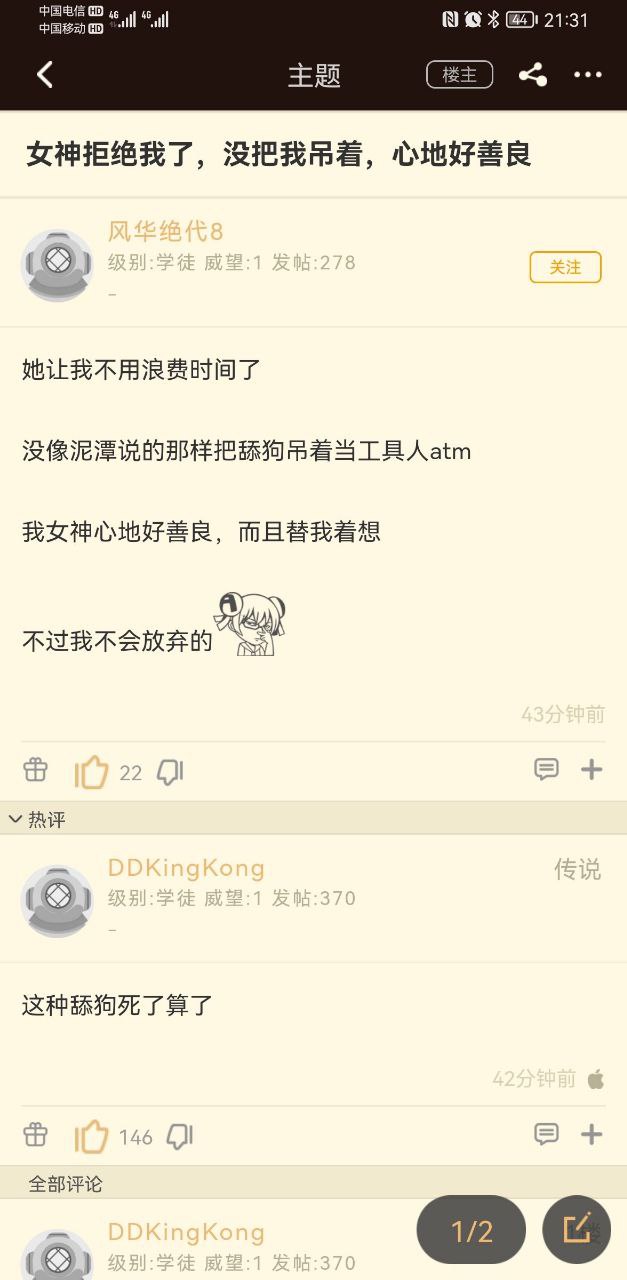 中国电信 HD 4G 4G
中国移动 HD
44 21:31
主题
楼主
女神拒绝我了，没把我吊着，心地好善良
风华绝代8
级别:学徒 威望:1 发帖:278
-
关注
她让我不用浪费时间了
没像泥潭说的那样把舔狗吊着当工具人atm
我女神心地好善良，而且替我着想
不过我不会放弃的
43分钟前
22
热评
DDKingKong
传说
级别:学徒 威望:1 发帖:370
-
这种舔狗死了算了
42分钟前
146
全部评论
DDKingKong
级别:学徒 威望:1 发帖:370
1/2